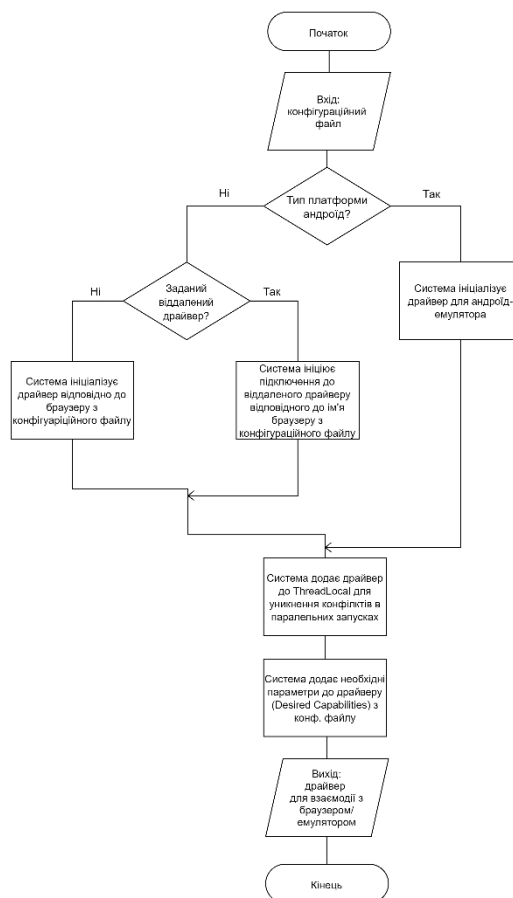 Початок
Вхід:
конфігураційний
файл
Ні
Тип платформи
андроїд?
Так
Ні
Заданий
віддалений
драйвер?
Так
Система ініціалізує
драйвер для андроїд-
емулятора
Система ініціалізує
драйвер відповідно до
браузеру з
конфігуаріційного файлу
Система ініціює
підключення до
віддаленого драйверу
відповідного до ім'я
браузеру з
конфігураційного файлу
Система додає драйвер
до ThreadLocal для
уникнення конфілктів в
паралельних запусках
Система додає необхідні
параметри до драйверу
(Desired Capabilities) з
конф. файлу
Вихід:
драйвер
для взаємодії з
браузером/
емулятором
Кінець